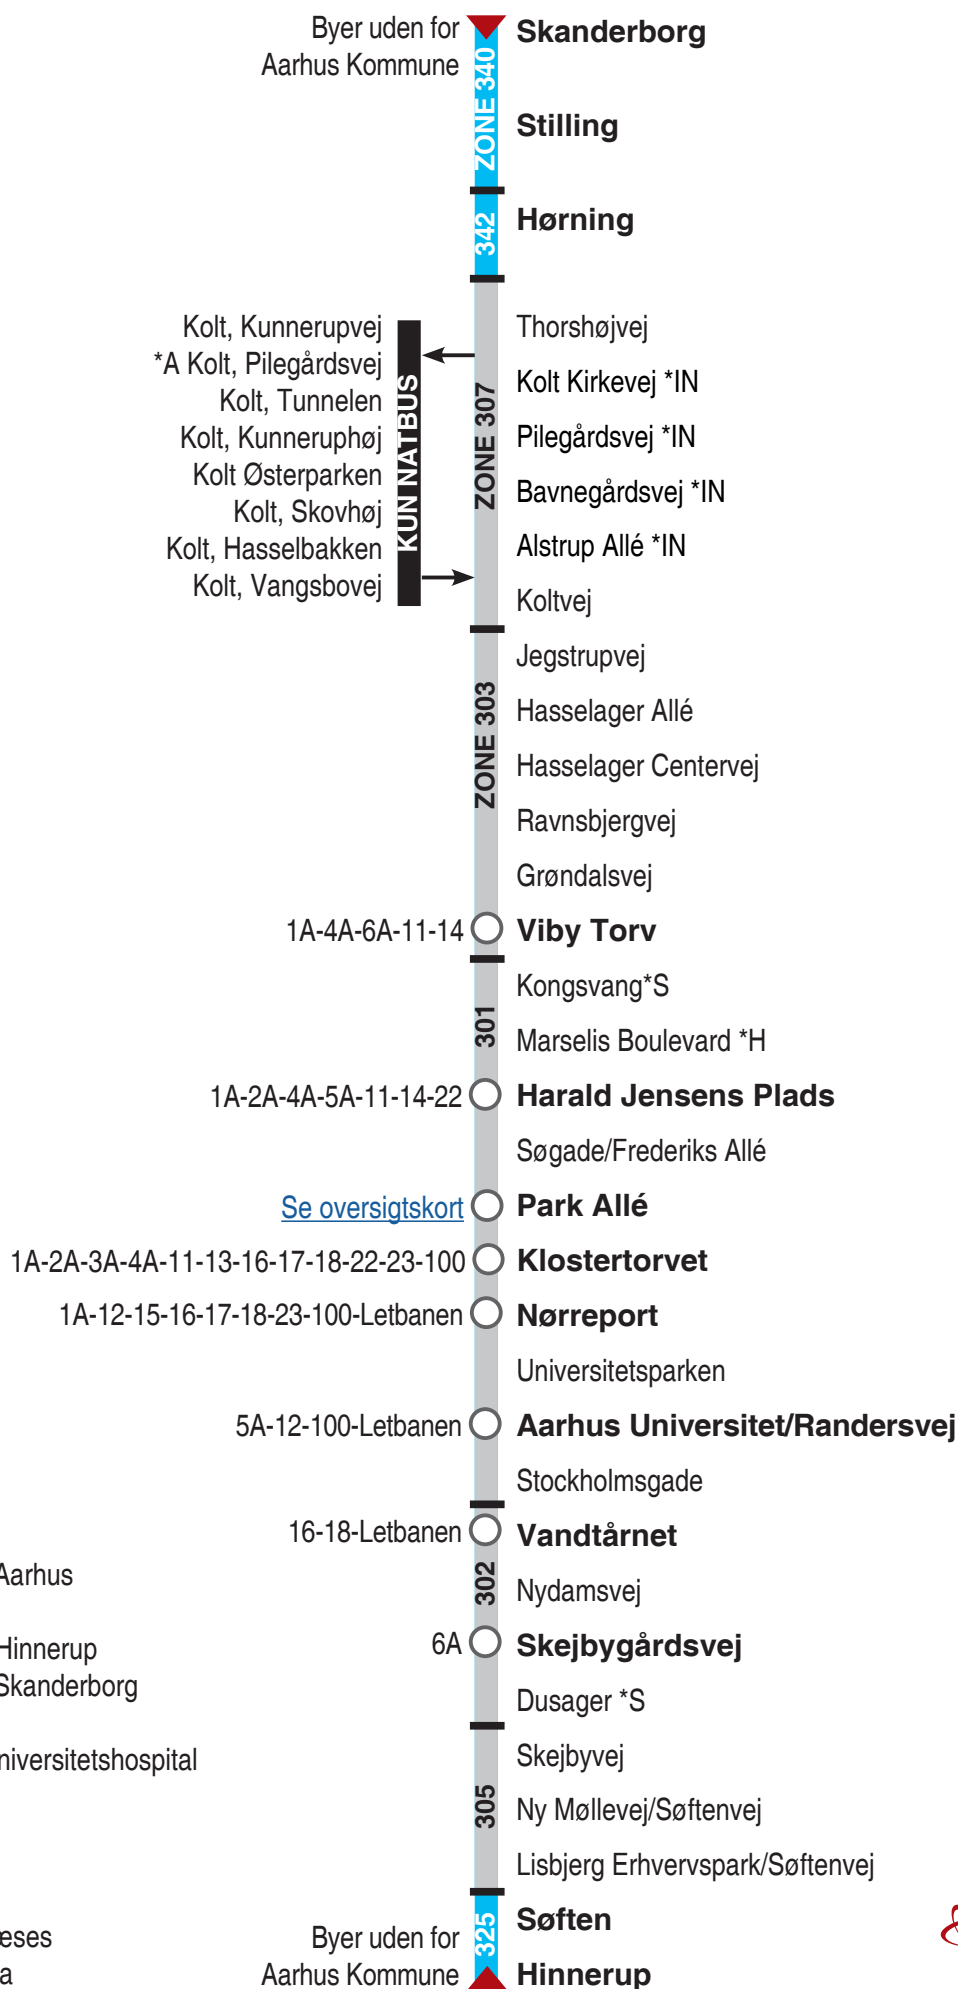 Byer uden for
Aarhus Kommune
Skanderborg
ZONE 340
Stilling
342
Hørning
Kolt, Kunnerupvej
*A Kolt, Pilegårdsvej
Kolt, Tunnelen
Kolt, Kunneruphøj
Kolt Østerparken
Kolt, Skovhøj
Kolt, Hasselbakken
Kolt, Vangsbovej
KUN NATBUS
ZONE 307
Thorshøjvej
Kolt Kirkevej *IN
Pilegårdsvej *IN
Bavnegårdsvej *IN
Alstrup Allé *IN
Koltvej
ZONE 303
Jegstrupvej
Hasselager Allé
Hasselager Centervej
Ravnsbjergvej
Grøndalsvej
1A-4A-6A-11-14 Viby Torv
301
Kongsvang*S
Marselis Boulevard *H
1A-2A-4A-5A-11-14-22 Harald Jensens Plads
Søgade/Frederiks Allé
Se oversigtskort Park Allé
1A-2A-3A-4A-11-13-16-17-18-22-23-100 Klostertorvet
1A-12-15-16-17-18-23-100-Letbanen Nørreport
Universitetsparken
5A-12-100-Letbanen Aarhus Universitet/Randersvej
Stockholmsgade
16-18-Letbanen Vandtårnet
Aarhus
302
Nydamsvej
Hinnerup
6A Skejbygårdsvej
Skanderborg
Dusager *S
niversitetshospital
Skejbyvej
305
Ny Møllevej/Søftenvej
Lisbjerg Erhvervspark/Søftenvej
325
Søften
æses
a
Byer uden for
Aarhus Kommune
Hinnerup